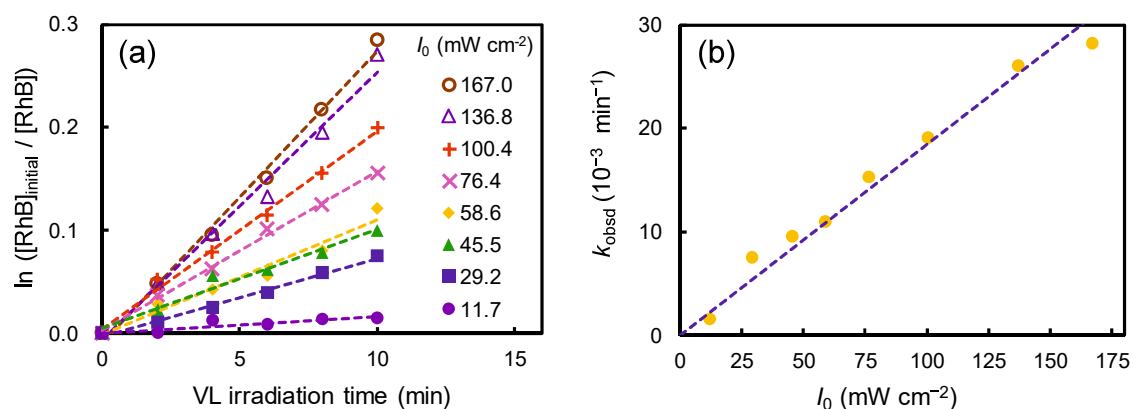 (a)
I₀ (mW cm⁻²)
167.0
136.8
100.4
76.4
58.6
45.5
29.2
11.7
0.3
0.2
0.1
0.0
ln ([RhB]initial / [RhB])
0 5 10 15
VL irradiation time (min)
(b)
30
20
10
0
kobsd (10⁻³ min⁻¹)
0 25 50 75 100 125 150 175
I₀ (mW cm⁻²)